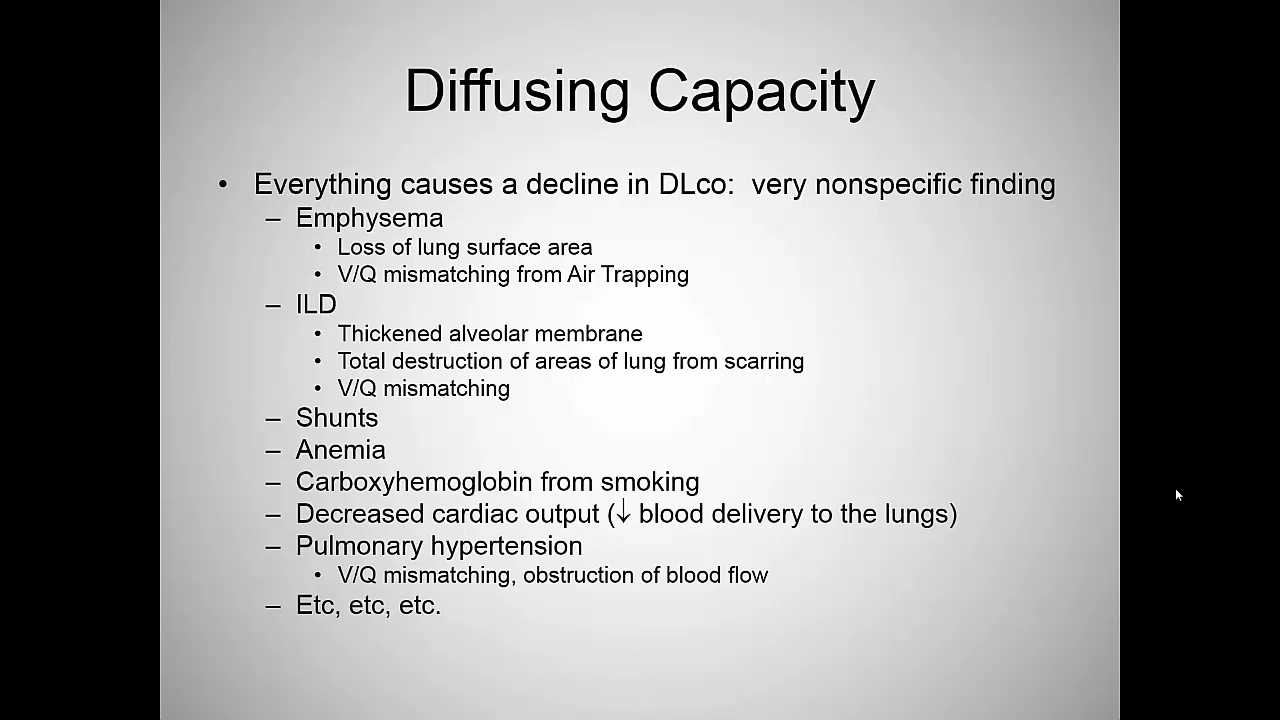 Diffusing Capacity
• Everything causes a decline in DLco:  very nonspecific finding
– Emphysema
• Loss of lung surface area
• V/Q mismatching from Air Trapping
– ILD
• Thickened alveolar membrane
• Total destruction of areas of lung from scarring
• V/Q mismatching
– Shunts
– Anemia
– Carboxyhemoglobin from smoking
– Decreased cardiac output (↓ blood delivery to the lungs)
– Pulmonary hypertension
• V/Q mismatching, obstruction of blood flow
– Etc, etc, etc.